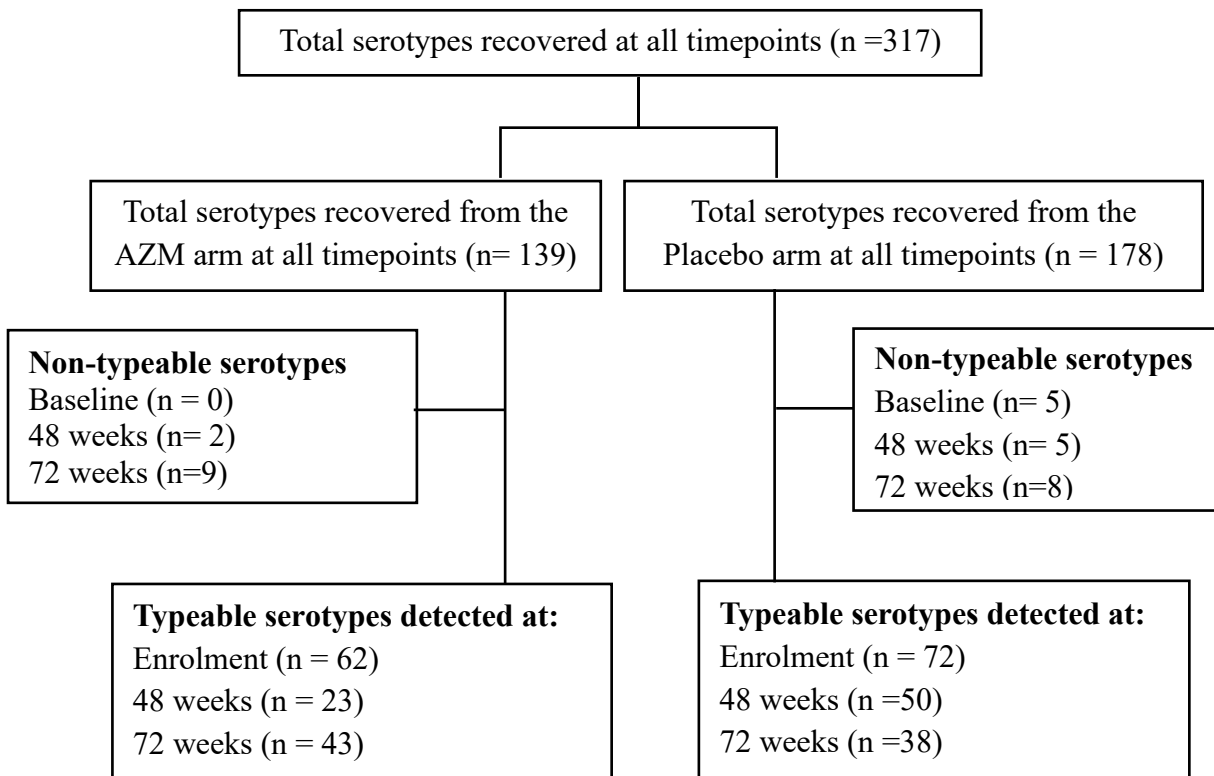 Total serotypes recovered at all timepoints (n =317)
Total serotypes recovered from the
AZM arm at all timepoints (n= 139)
Total serotypes recovered from the
Placebo arm at all timepoints (n = 178)
Non-typeable serotypes
Baseline (n = 0)
48 weeks (n= 2)
72 weeks (n=9)
Non-typeable serotypes
Baseline (n= 5)
48 weeks (n= 5)
72 weeks (n=8)
Typeable serotypes detected at:
Enrolment (n = 62)
48 weeks (n = 23)
72 weeks (n = 43)
Typeable serotypes detected at:
Enrolment (n = 72)
48 weeks (n =50)
72 weeks (n =38)